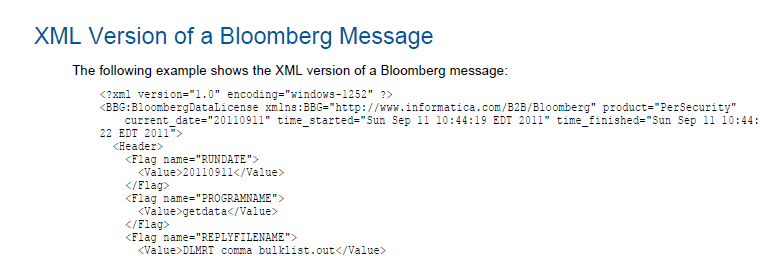 XML Version of a Bloomberg Message
The following example shows the XML version of a Bloomberg message:
<?xml version="1.0" encoding="windows-1252" ?>
<BBG:BloombergDataLicense xmlns:BBG="http://www.informatica.com/B2B/Bloomberg" product="PerSecurity"
current_date="20110911" time_started="Sun Sep 11 10:44:19 EDT 2011" time_finished="Sun Sep 11 10:44:
22 EDT 2011">
<Header>
<Flag name="RUNDATE">
<Value>20110911</Value>
</Flag>
<Flag name="PROGRAMNAME">
<Value>getdata</Value>
</Flag>
<Flag name="REPLYFILENAME">
<Value>DLMRT comma bulklist.out</Value>